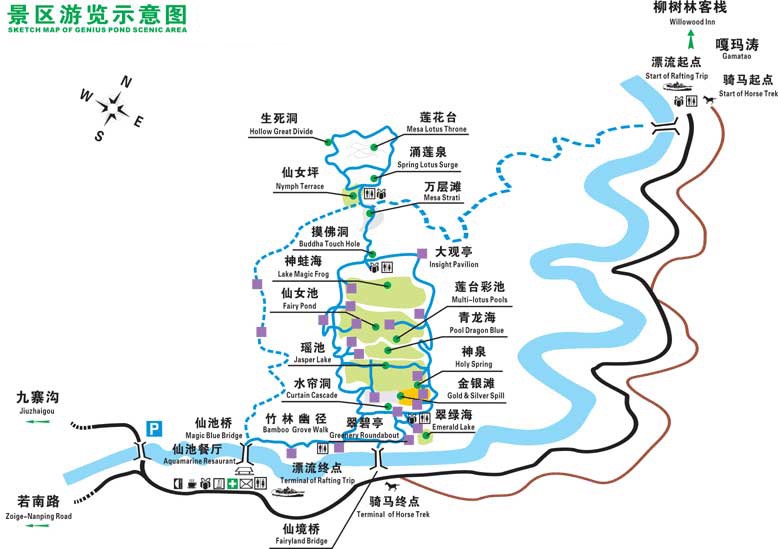 景区游览示意图
SKETCH MAP OF GENIUS POND SCENIC AREA
柳树林客栈
Willowood Inn
嘎玛涛
Gamatao
漂流起点
Start of Rafting Trip
骑马起点
Start of Horse Trek
N
W
E
S
生死洞
Hollow Great Divide
莲花台
Mesa Lotus Throne
涌莲泉
Spring Lotus Surge
仙女坪
Nymph Terrace
万层滩
Mesa Strati
摸佛洞
Buddha Touch Hole
大观亭
Insight Pavilion
神蛙海
Lake Magic Frog
莲台彩池
Multi-lotus Pools
仙女池
Fairy Pond
青龙海
Pool Dragon Blue
瑶池
Jasper Lake
神泉
Holy Spring
水帘洞
Curtain Cascade
金银滩
Gold & Silver Spill
九寨沟
Jiuzhaigou
P
仙池桥
Magic Blue Bridge
竹林幽径
Bamboo Grove Walk
翠碧亭
Greenery Roundabout
翠绿海
Emerald Lake
仙池餐厅
Aquamarine Resaurant
漂流终点
Terminal of Rafting Trip
若南路
Zoige-Nanping Road
骑马终点
Terminal of Horse Trek
仙境桥
Fairyland Bridge